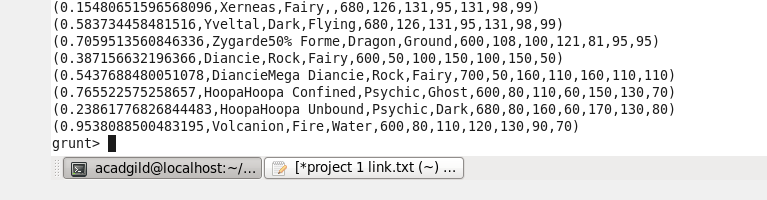 (0.15480651596568096,Xerneas,Fairy,,680,126,131,95,131,98,99)
(0.583734458481516,Yveltal,Dark,Flying,680,126,131,95,131,98,99)
(0.7059513560846336,Zygarde50% Forme,Dragon,Ground,600,108,100,121,81,95,95)
(0.387156632196366,Diancie,Rock,Fairy,600,50,100,150,100,150,50)
(0.5437688480051078,DiancieMega Diancie,Rock,Fairy,700,50,160,110,160,110,110)
(0.765522575258657,HoopaHoopa Confined,Psychic,Ghost,600,80,110,60,150,130,70)
(0.23861776826844483,HoopaHoopa Unbound,Psychic,Dark,680,80,160,60,170,130,80)
(0.9538088500483195,Volcanion,Fire,Water,600,80,110,120,130,90,70)
grunt>
acadgild@localhost:~/... [*project 1 link.txt (~) ...